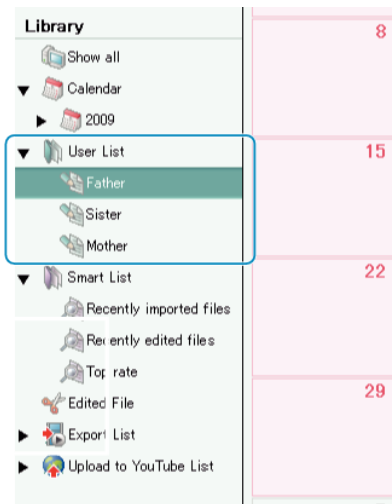 Library
Show all
Calendar
2009
User List
Father
Sister
Mother
Smart List
Recently imported files
Recently edited files
Top rate
Edited File
Export List
Upload to YouTube List
8
15
22
29